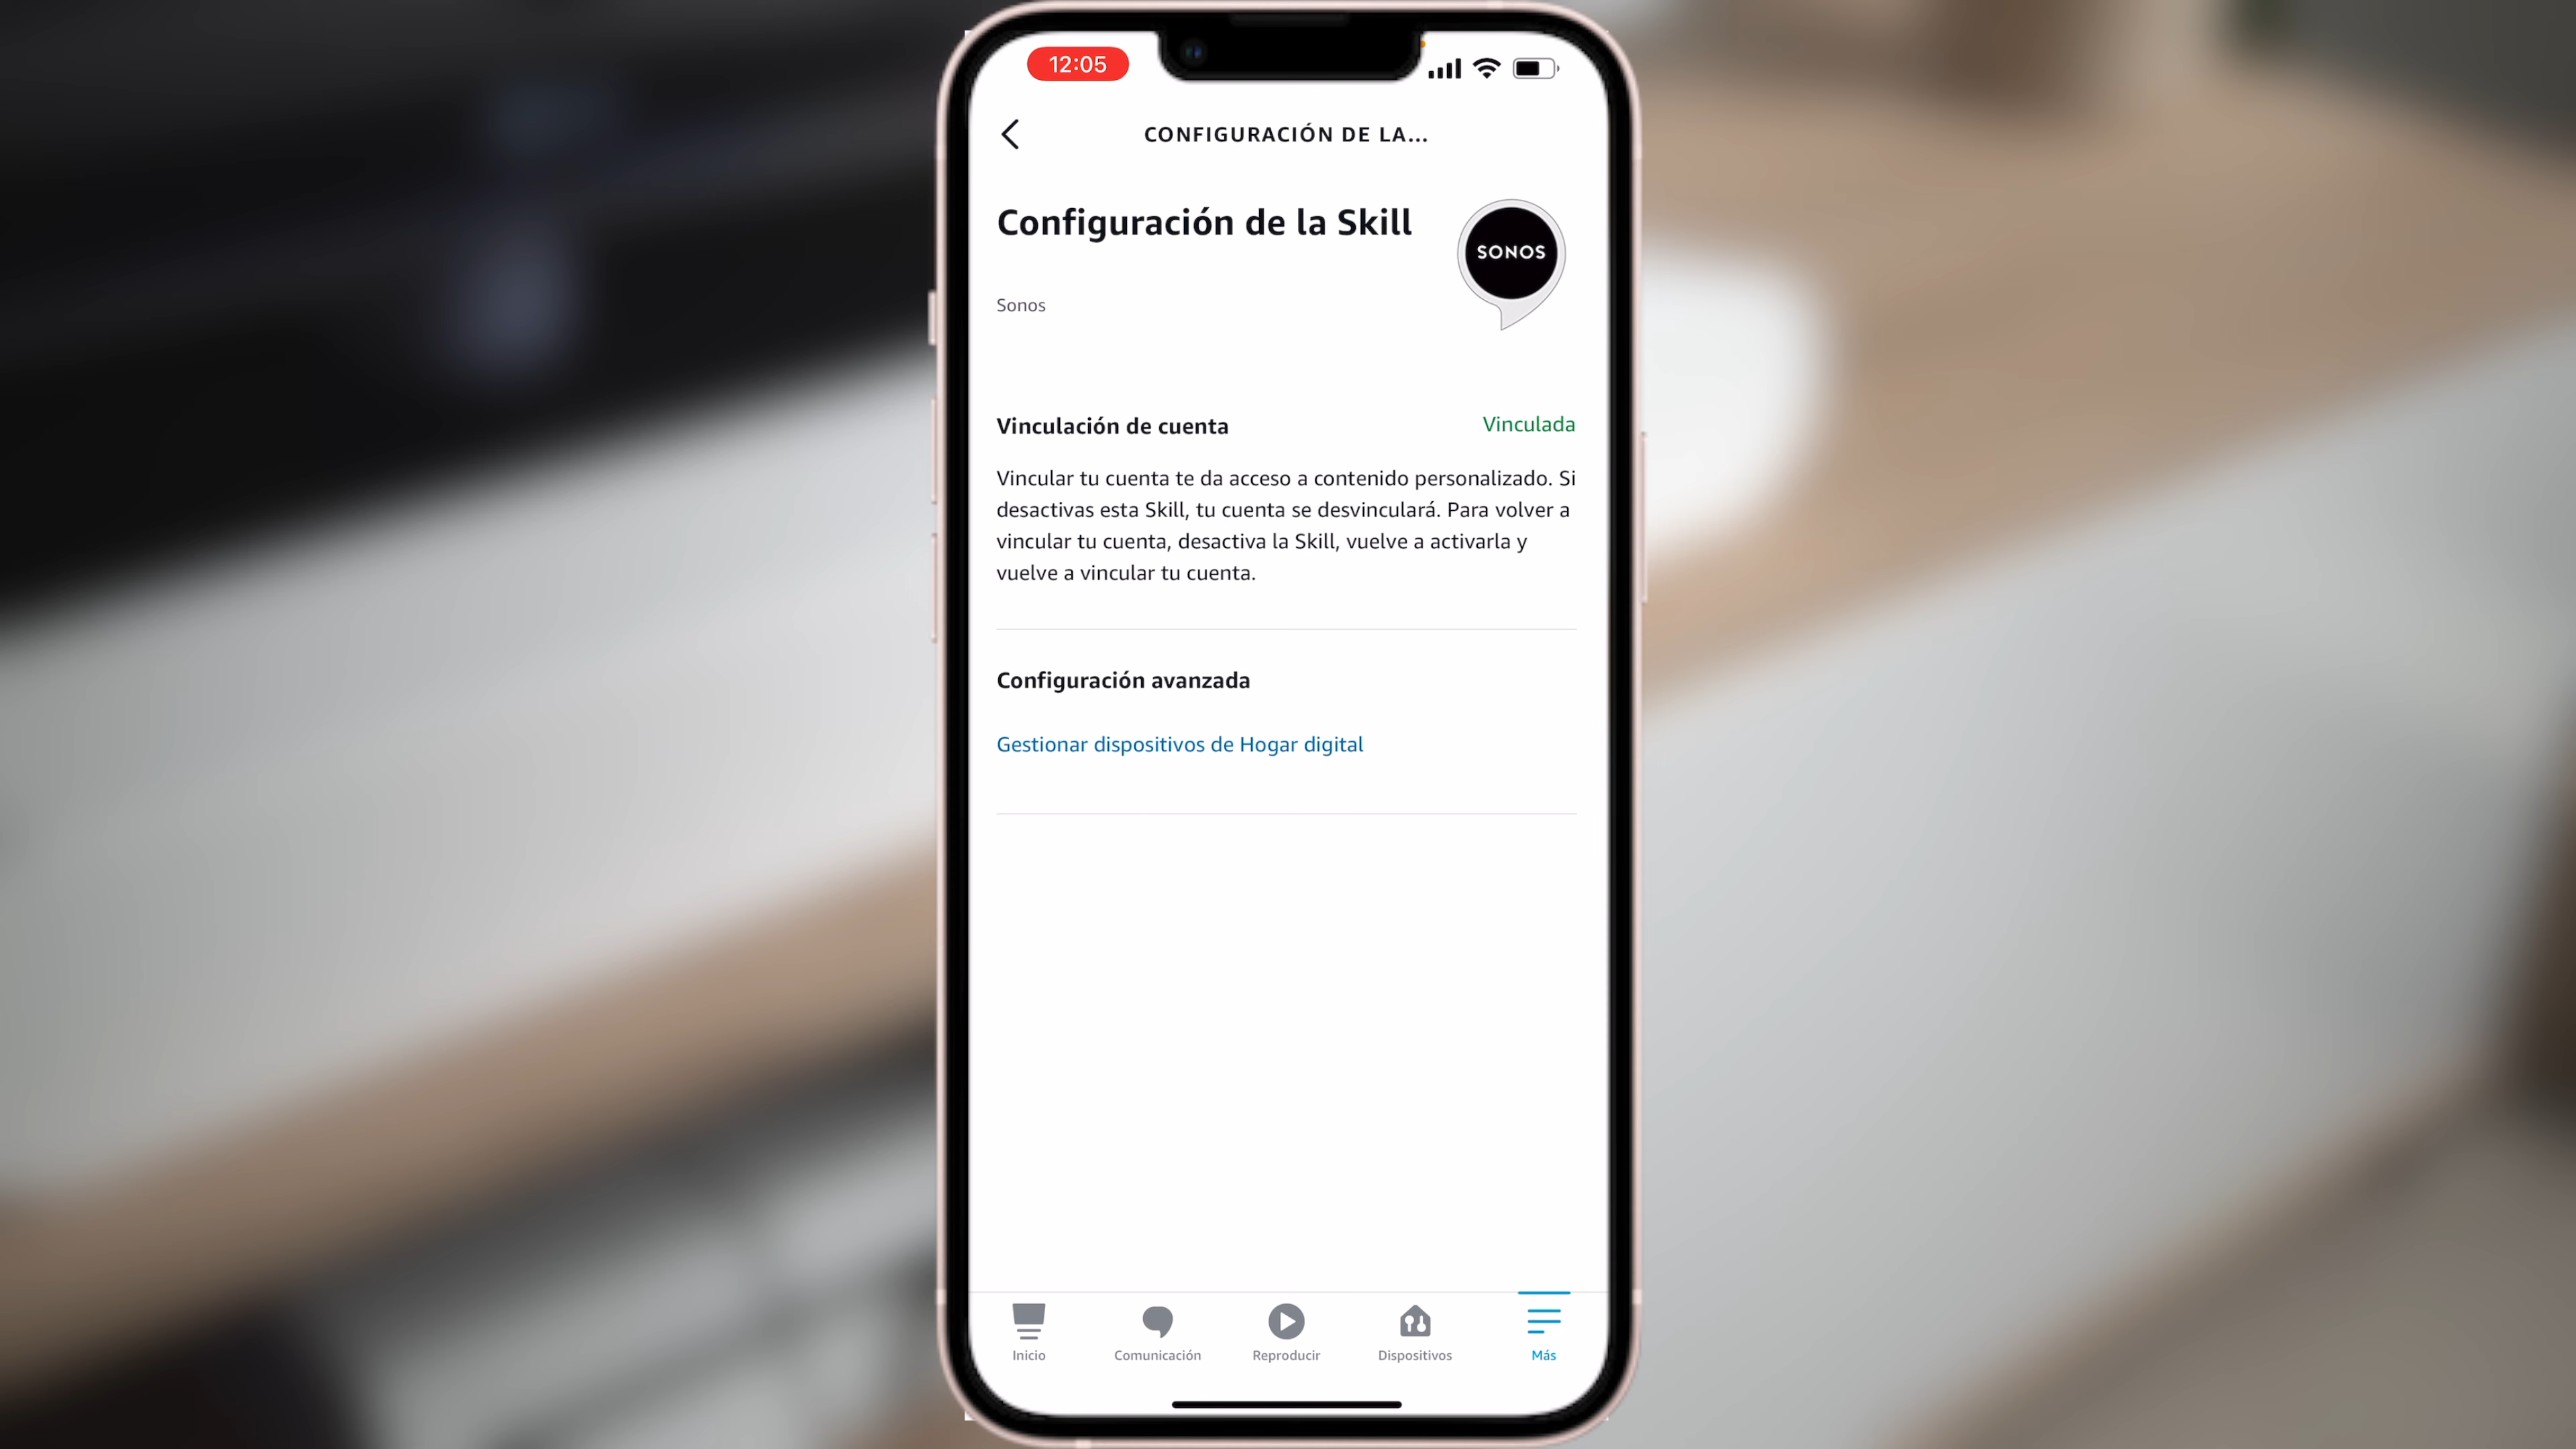 12:05
CONFIGURACIÓN DE LA...
Configuración de la Skill
SONOS
Sonos
Vinculación de cuenta
Vinculada
Vincular tu cuenta te da acceso a contenido personalizado. Si
desactivas esta Skill, tu cuenta se desvinculará. Para volver a
vincular tu cuenta, desactiva la Skill, vuelve a activarla y
vuelve a vincular tu cuenta.
Configuración avanzada
Gestionar dispositivos de Hogar digital
Inicio
Comunicación
Reproducir
Dispositivos
Más